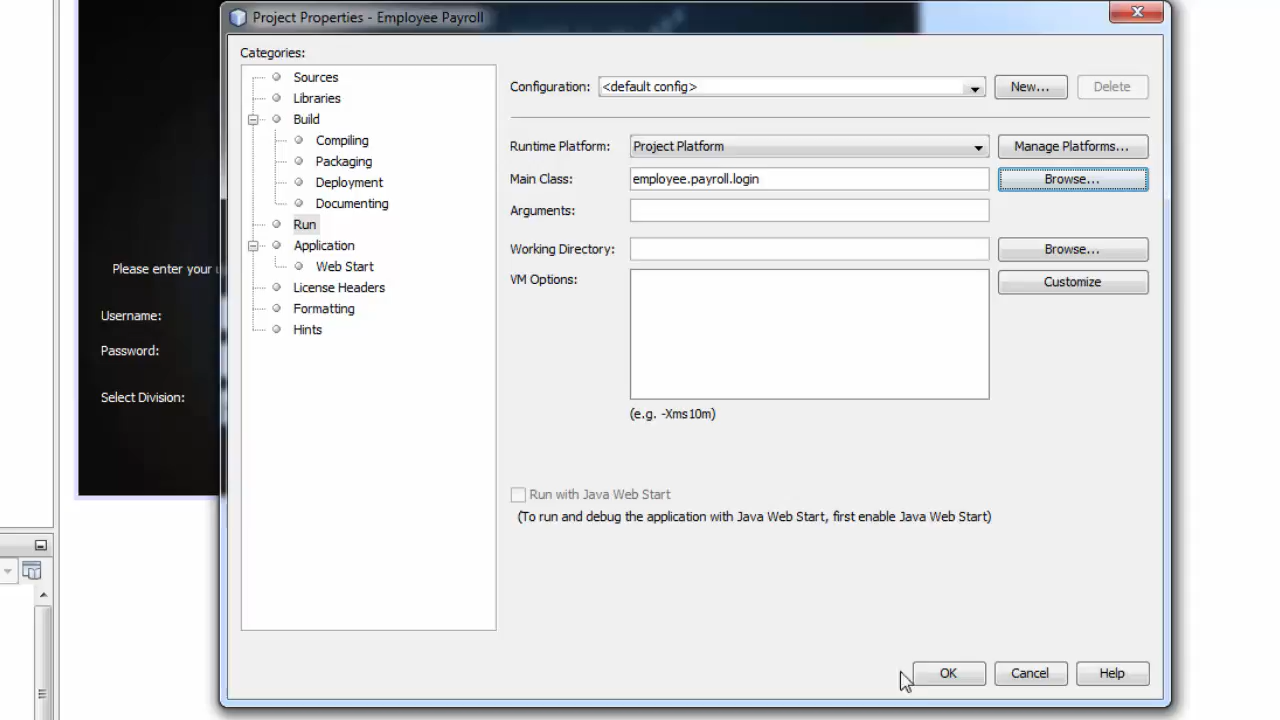 Project Properties - Employee Payroll
Categories:
Sources
Libraries
Build
Compiling
Packaging
Deployment
Documenting
Run
Application
Web Start
License Headers
Formatting
Hints
Configuration: <default config> New... Delete
Runtime Platform: Project Platform Manage Platforms...
Main Class: employee.payroll.login Browse...
Arguments:
Working Directory: Browse...
VM Options: Customize
(e.g. -Xms10m)
Run with Java Web Start
(To run and debug the application with Java Web Start, first enable Java Web Start)
OK Cancel Help
Please enter your
Username:
Password:
Select Division: